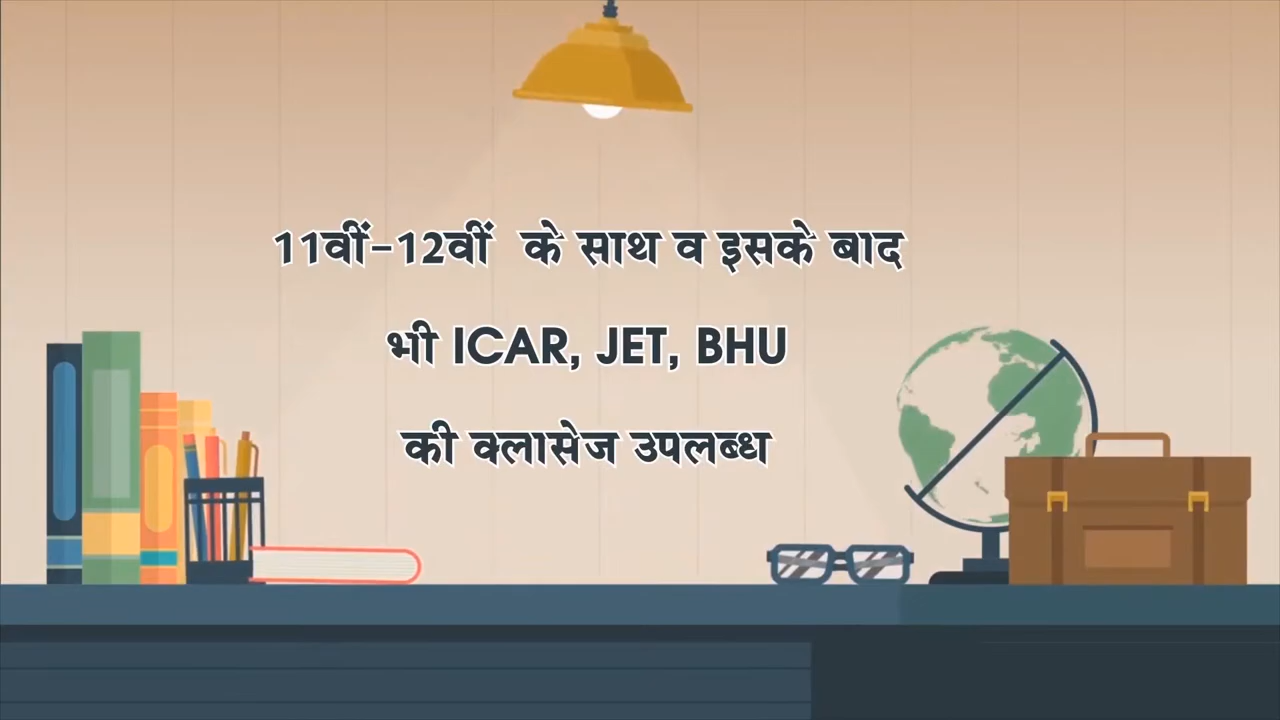 11वीं-12वीं के साथ व इसके बाद
भी ICAR, JET, BHU
की क्लासेज उपलब्ध